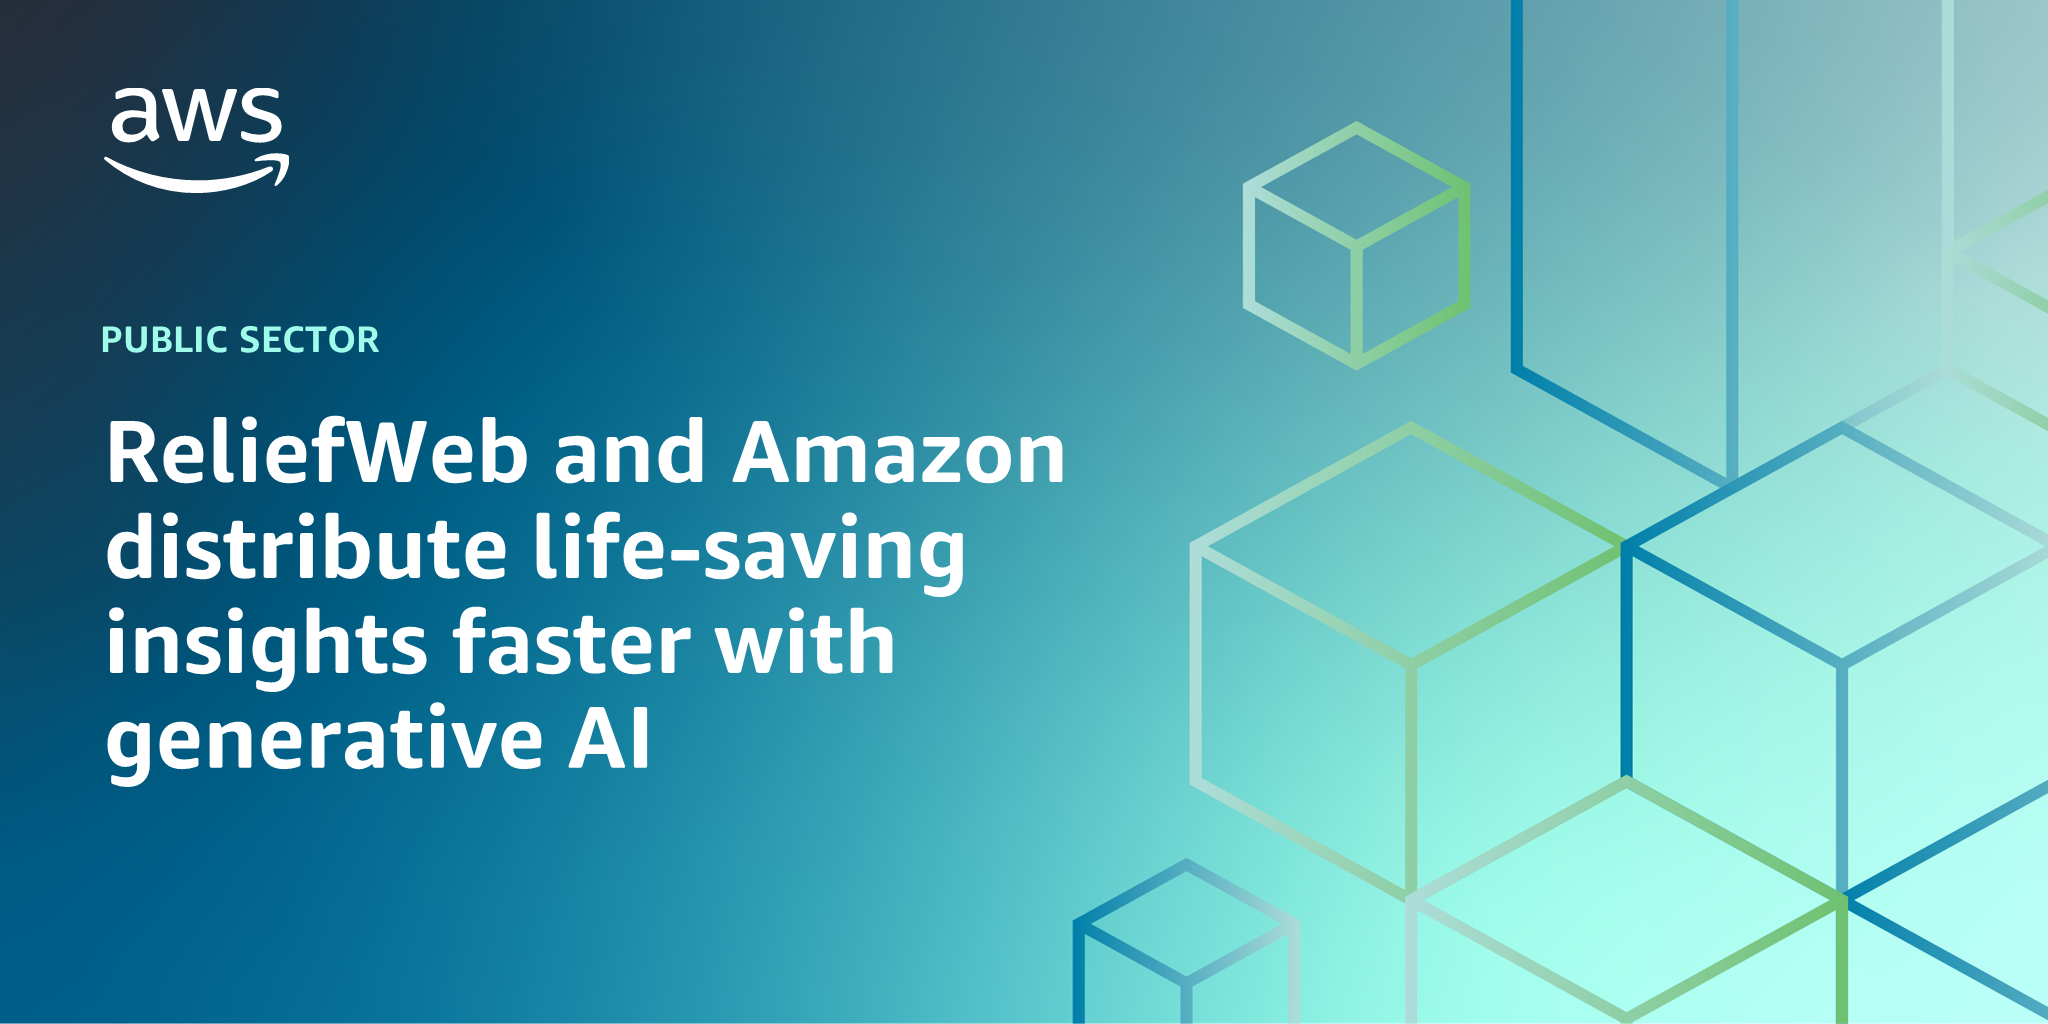 aws
PUBLIC SECTOR
ReliefWeb and Amazon
distribute life-saving
insights faster with
generative AI